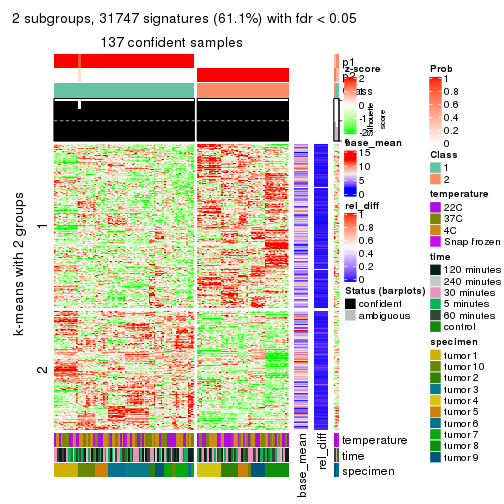 2 subgroups, 31747 signatures (61.1%) with fdr < 0.05
137 confident samples
p1
z-score
2
1
0
-1
-2
Silhouette
score
base_mean
15
10
5
0
rel_diff
1
0.8
0.6
0.4
0.2
0
Status (barplots)
confident
ambiguous
Prob
1
0.8
0.6
0.4
0.2
0
Class
1
2
temperature
22C
37C
4C
Snap frozen
time
120 minutes
240 minutes
30 minutes
5 minutes
60 minutes
control
specimen
tumor 1
tumor 10
tumor 2
tumor 3
tumor 4
tumor 5
tumor 6
tumor 7
tumor 8
tumor 9
k-means with 2 groups
1
2
temperature
time
specimen
base_mean
rel_diff